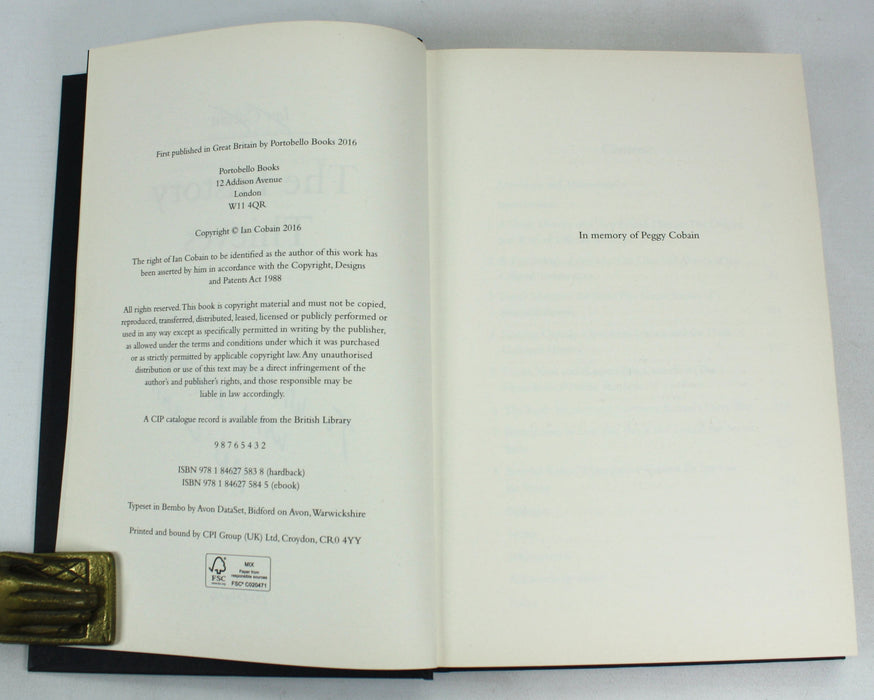 First published in Great Britain by Portobello Books 2016
Portobello Books
12 Addison Avenue
London
W11 4QR
Copyright © Ian Cobain 2016
The right of Ian Cobain to be identified as the author of this work has
been asserted by him in accordance with the Copyright, Designs
and Patents Act 1988
All rights reserved. This book is copyright material and must not be copied,
reproduced, transferred, distributed, leased, licensed or publicly performed or
used in any way except as specifically permitted in writing by the publisher,
as allowed under the terms and conditions under which it was purchased
or as strictly permitted by applicable copyright law. Any unauthorised
distribution or use of this text may be a direct infringement of the
author's and publisher's rights, and those responsible may be
liable in law accordingly.
A CIP catalogue record is available from the British Library
9 8 7 6 5 4 3 2
ISBN 978 1 84627 583 8 (hardback)
ISBN 978 1 84627 584 5 (ebook)
Typeset in Bembo by Avon DataSet, Bidford on Avon, Warwickshire
Printed and bound by CPI Group (UK) Ltd, Croydon, CR0 4YY
FSC
MIX
Paper from
responsible sources
FSC® C020471
In memory of Peggy Cobain